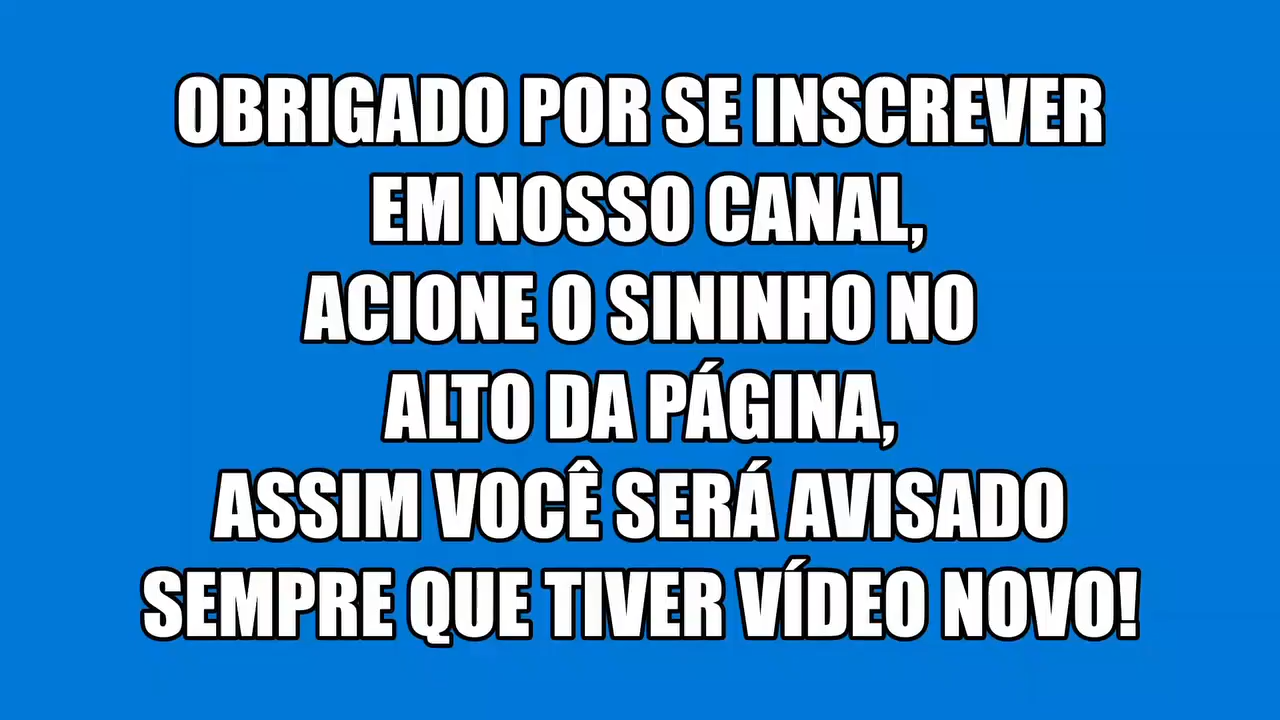 OBRIGADO POR SE INSCREVER
EM NOSSO CANAL,
ACIONE O SININHO NO
ALTO DA PÁGINA,
ASSIM VOCÊ SERÁ AVISADO
SEMPRE QUE TIVER VÍDEO NOVO!